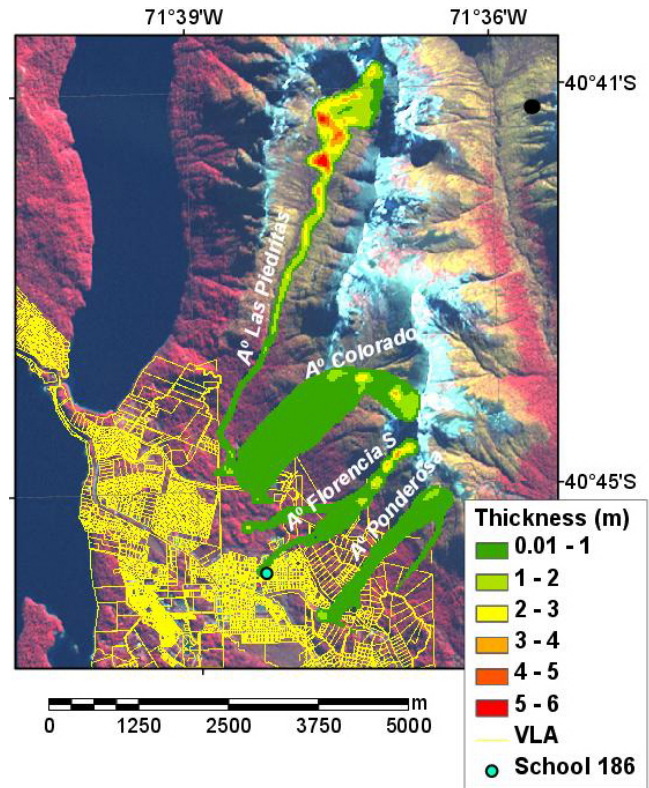 71°39'W
71°36'W
40°41'S
Aº Las Piedritas
Aº Colorado
Aº Florencia S
Aº Ponderosa
40°45'S
Thickness (m)
0.01 - 1
1 - 2
2 - 3
3 - 4
4 - 5
5 - 6
VLA
School 186
m
0 1250 2500 3750 5000